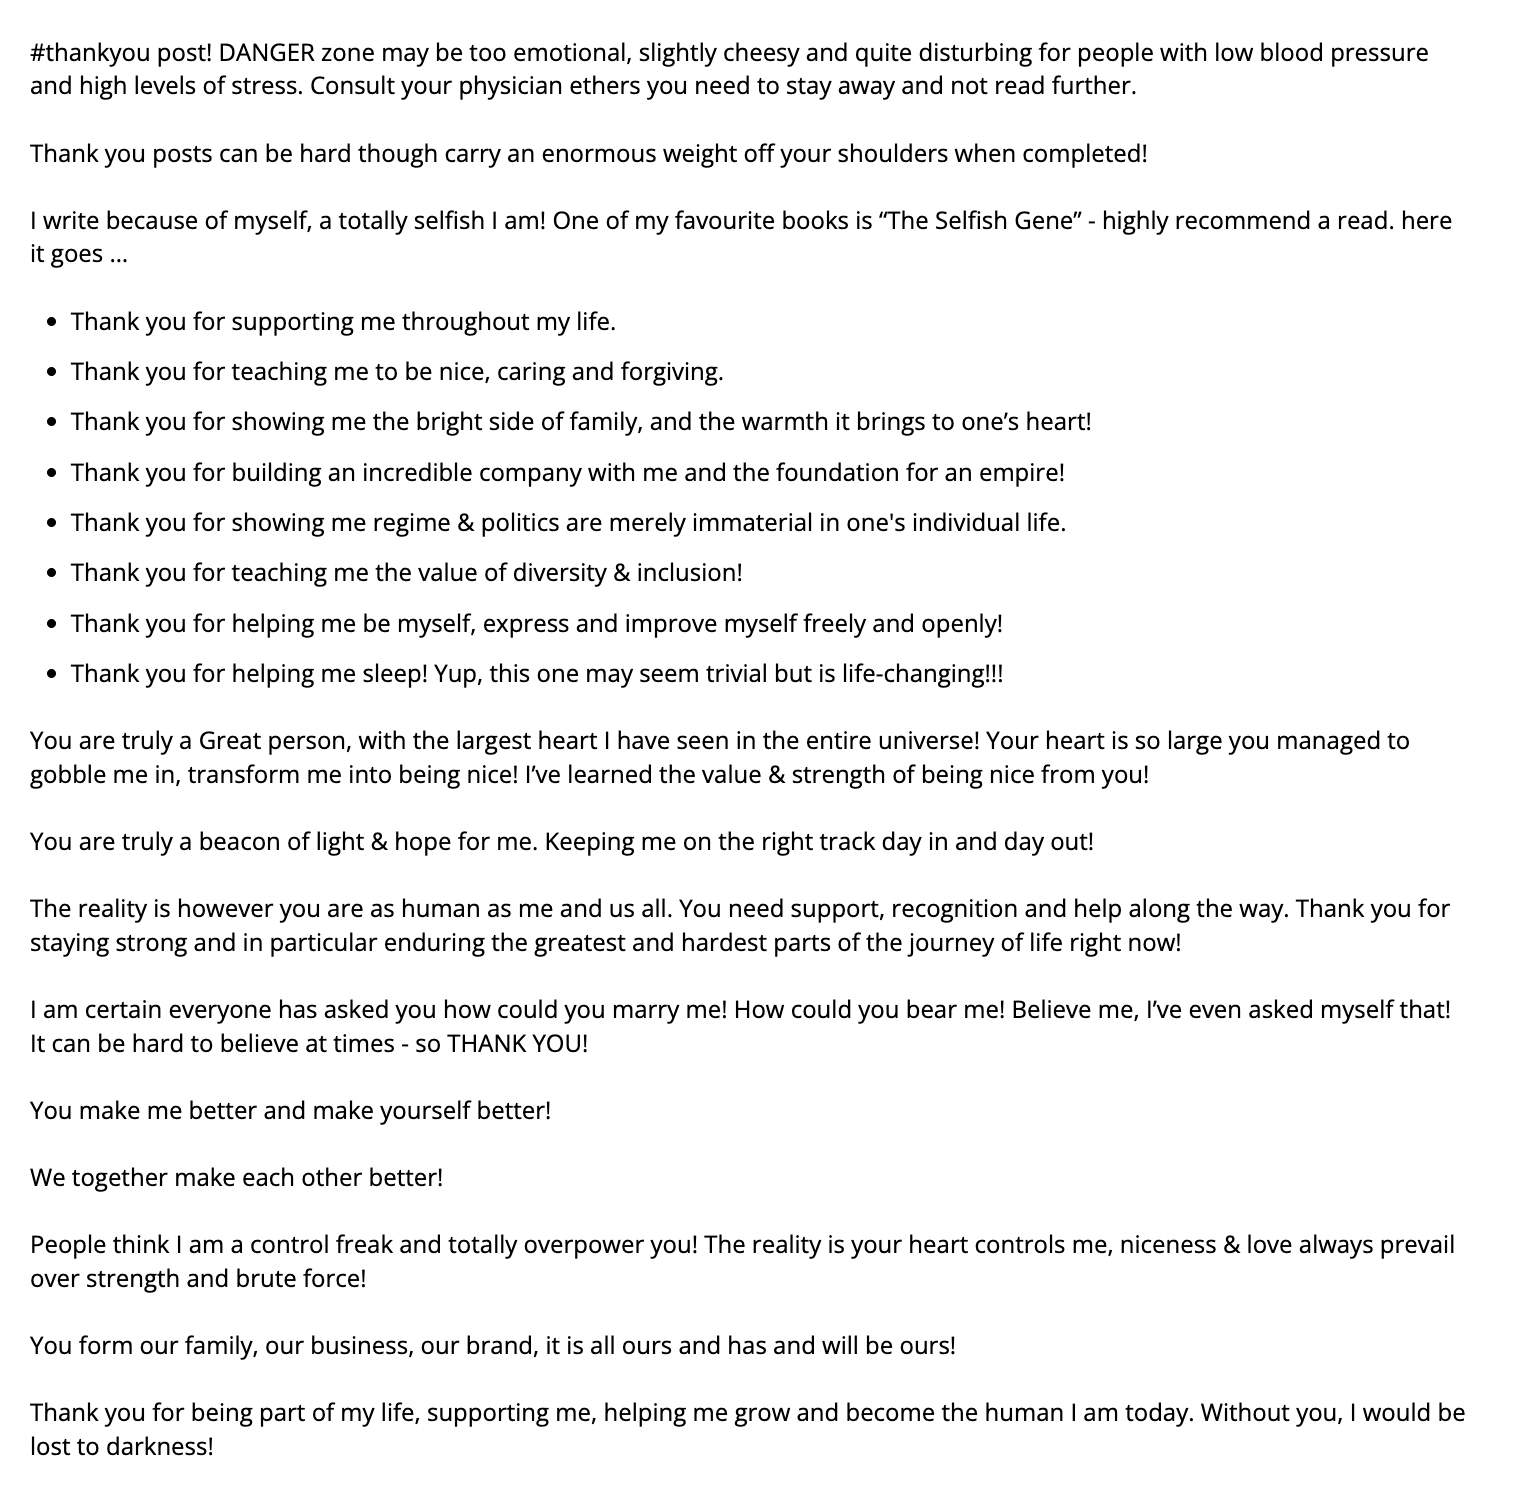 #thankyou post! DANGER zone may be too emotional, slightly cheesy and quite disturbing for people with low blood pressure
and high levels of stress. Consult your physician ethers you need to stay away and not read further.
Thank you posts can be hard though carry an enormous weight off your shoulders when completed!
I write because of myself, a totally selfish I am! One of my favourite books is “The Selfish Gene” - highly recommend a read. here
it goes ...
• Thank you for supporting me throughout my life.
• Thank you for teaching me to be nice, caring and forgiving.
• Thank you for showing me the bright side of family, and the warmth it brings to one’s heart!
• Thank you for building an incredible company with me and the foundation for an empire!
• Thank you for showing me regime & politics are merely immaterial in one's individual life.
• Thank you for teaching me the value of diversity & inclusion!
• Thank you for helping me be myself, express and improve myself freely and openly!
• Thank you for helping me sleep! Yup, this one may seem trivial but is life-changing!!!
You are truly a Great person, with the largest heart I have seen in the entire universe! Your heart is so large you managed to
gobble me in, transform me into being nice! I’ve learned the value & strength of being nice from you!
You are truly a beacon of light & hope for me. Keeping me on the right track day in and day out!
The reality is however you are as human as me and us all. You need support, recognition and help along the way. Thank you for
staying strong and in particular enduring the greatest and hardest parts of the journey of life right now!
I am certain everyone has asked you how could you marry me! How could you bear me! Believe me, I’ve even asked myself that!
It can be hard to believe at times - so THANK YOU!
You make me better and make yourself better!
We together make each other better!
People think I am a control freak and totally overpower you! The reality is your heart controls me, niceness & love always prevail
over strength and brute force!
You form our family, our business, our brand, it is all ours and has and will be ours!
Thank you for being part of my life, supporting me, helping me grow and become the human I am today. Without you, I would be
lost to darkness!